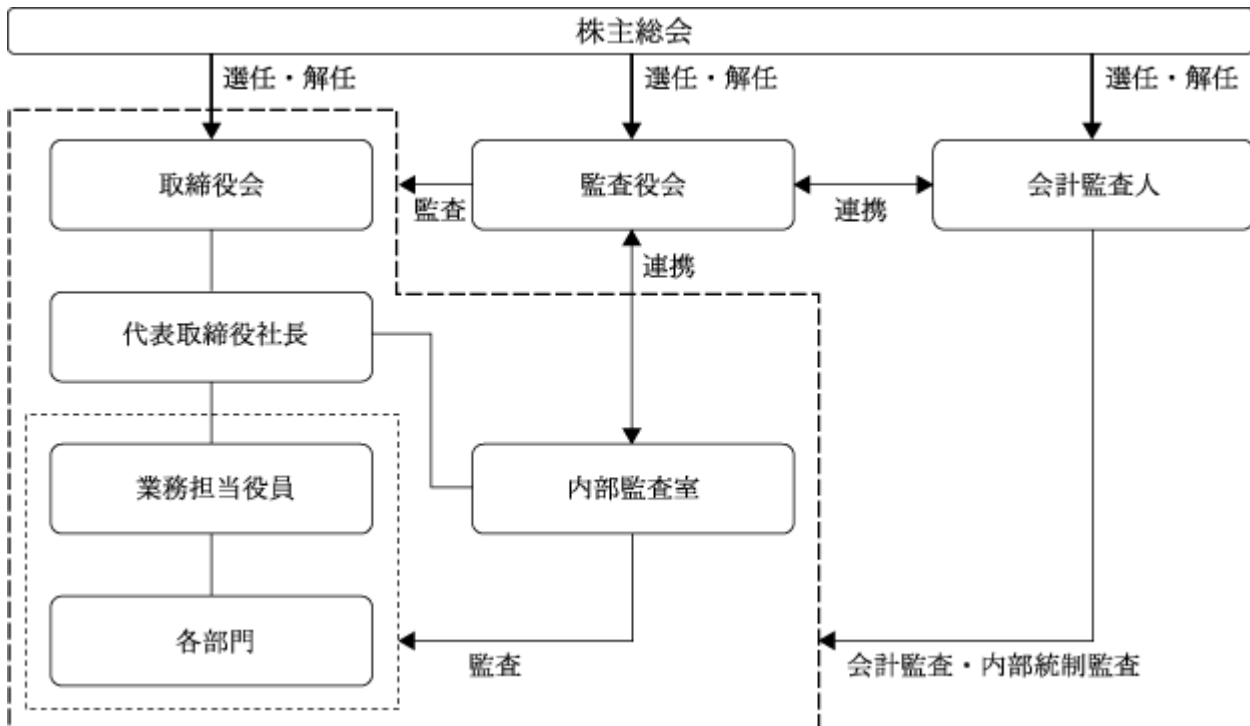 株主総会
選任・解任
選任・解任
選任・解任
取締役会
監査役会
会計監査人
監査
連携
連携
代表取締役社長
業務担当役員
内部監査室
各部門
監査
会計監査・内部統制監査